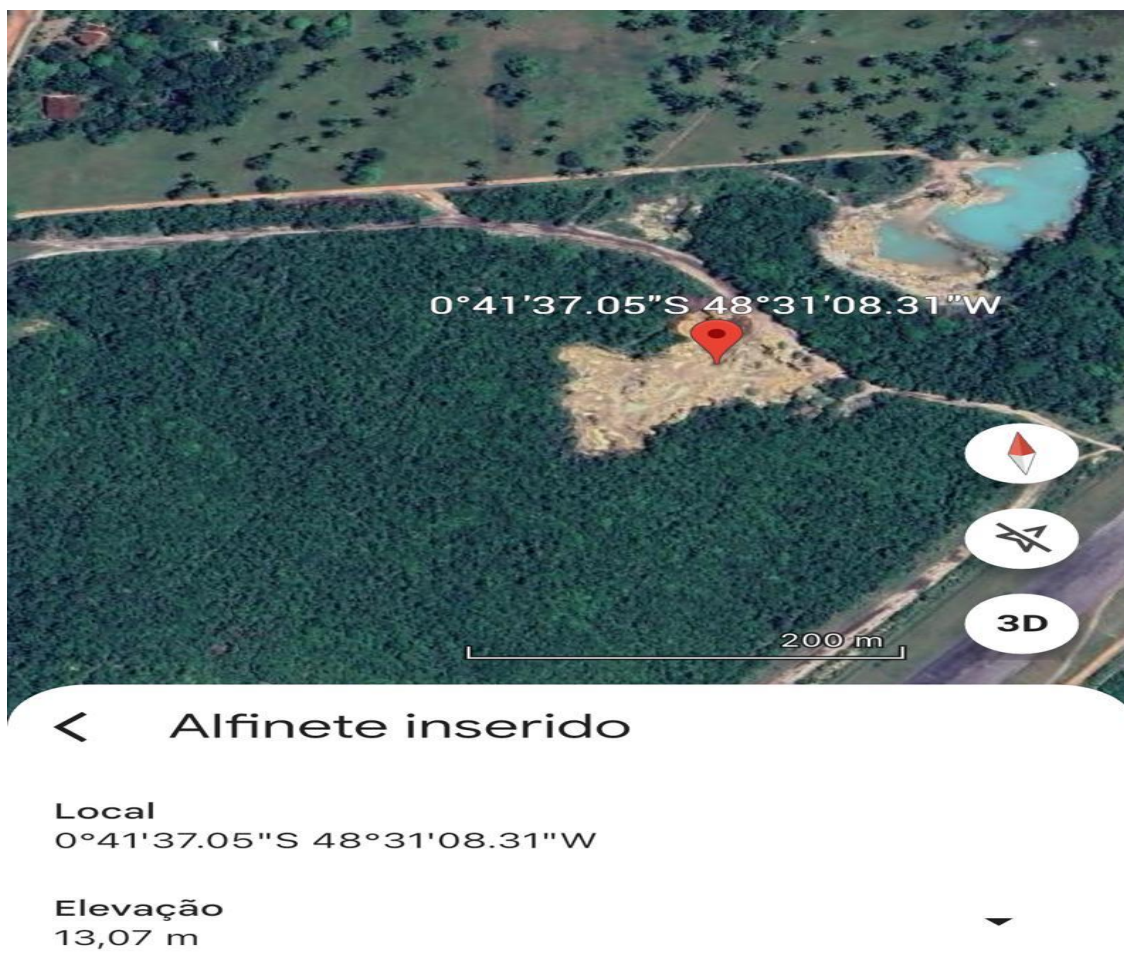 0°41'37.05"S 48°31'08.31"W
200 m
3D
Alfinete inserido
Local
0°41'37.05"S 48°31'08.31"W
Elevação
13,07 m